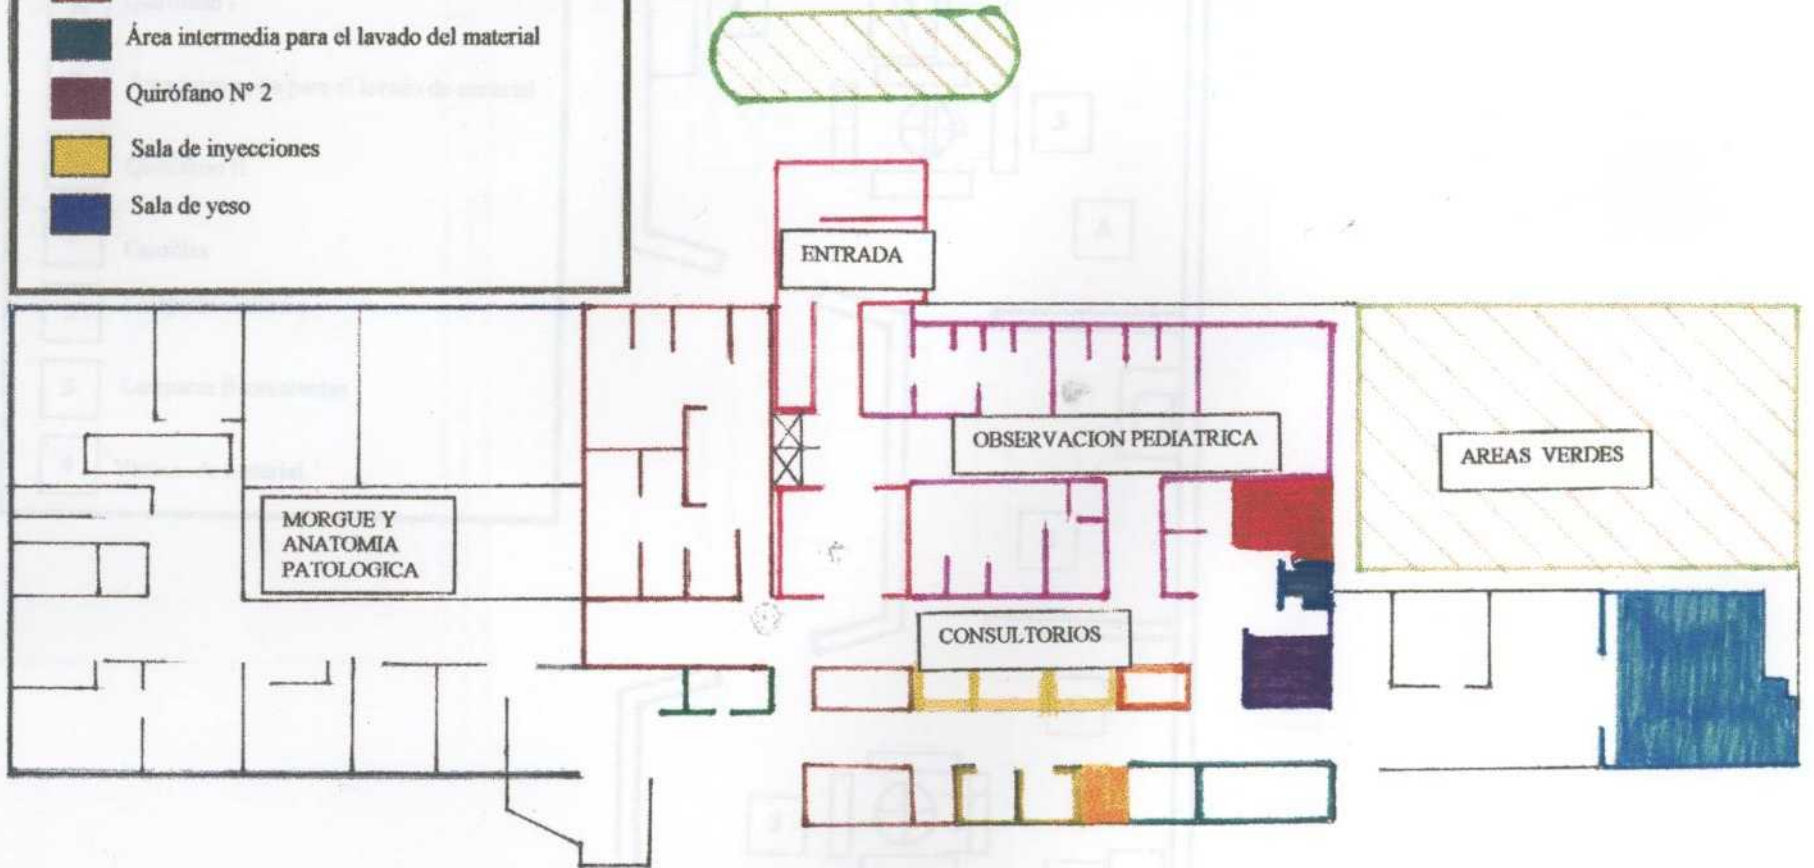 Área intermedia para el lavado del material
Quirófano Nº 2
Sala de inyecciones
Sala de yeso
ENTRADA
OBSERVACION PEDIATRICA
AREAS VERDES
MORGUE Y
ANATOMIA
PATOLOGICA
CONSULTORIOS